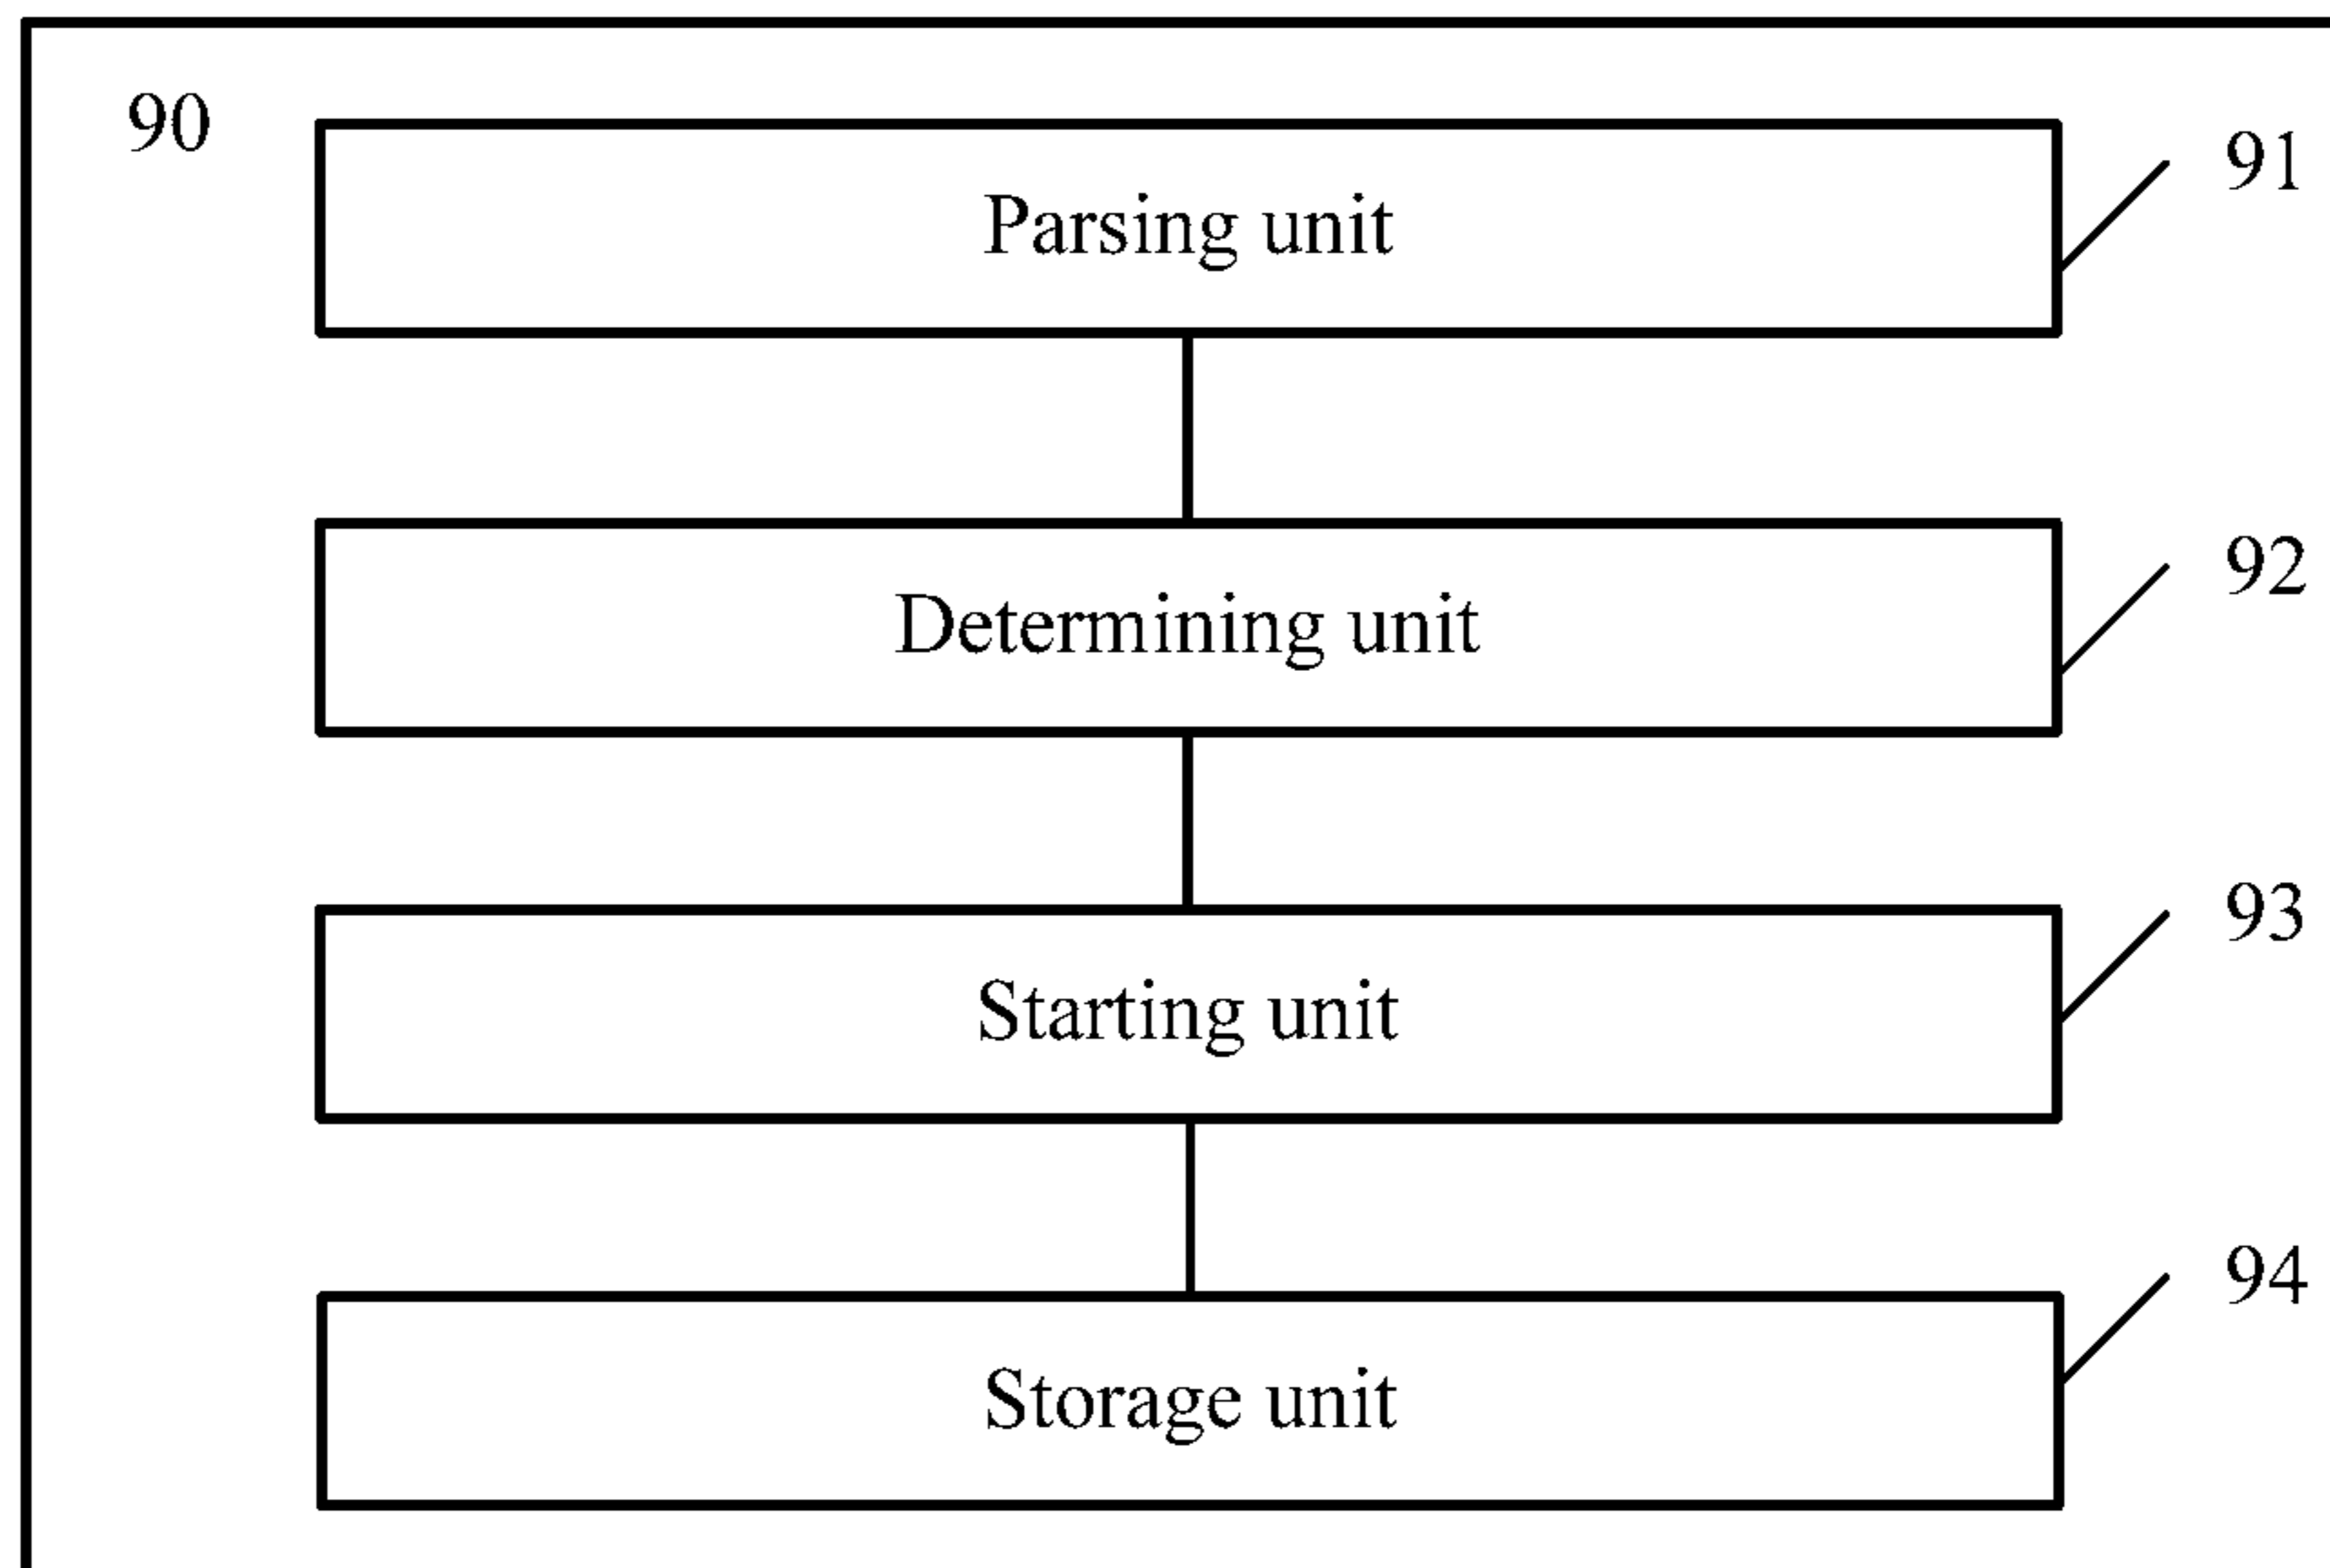 90
Parsing unit
91
Determining unit
92
Starting unit
93
Storage unit
94